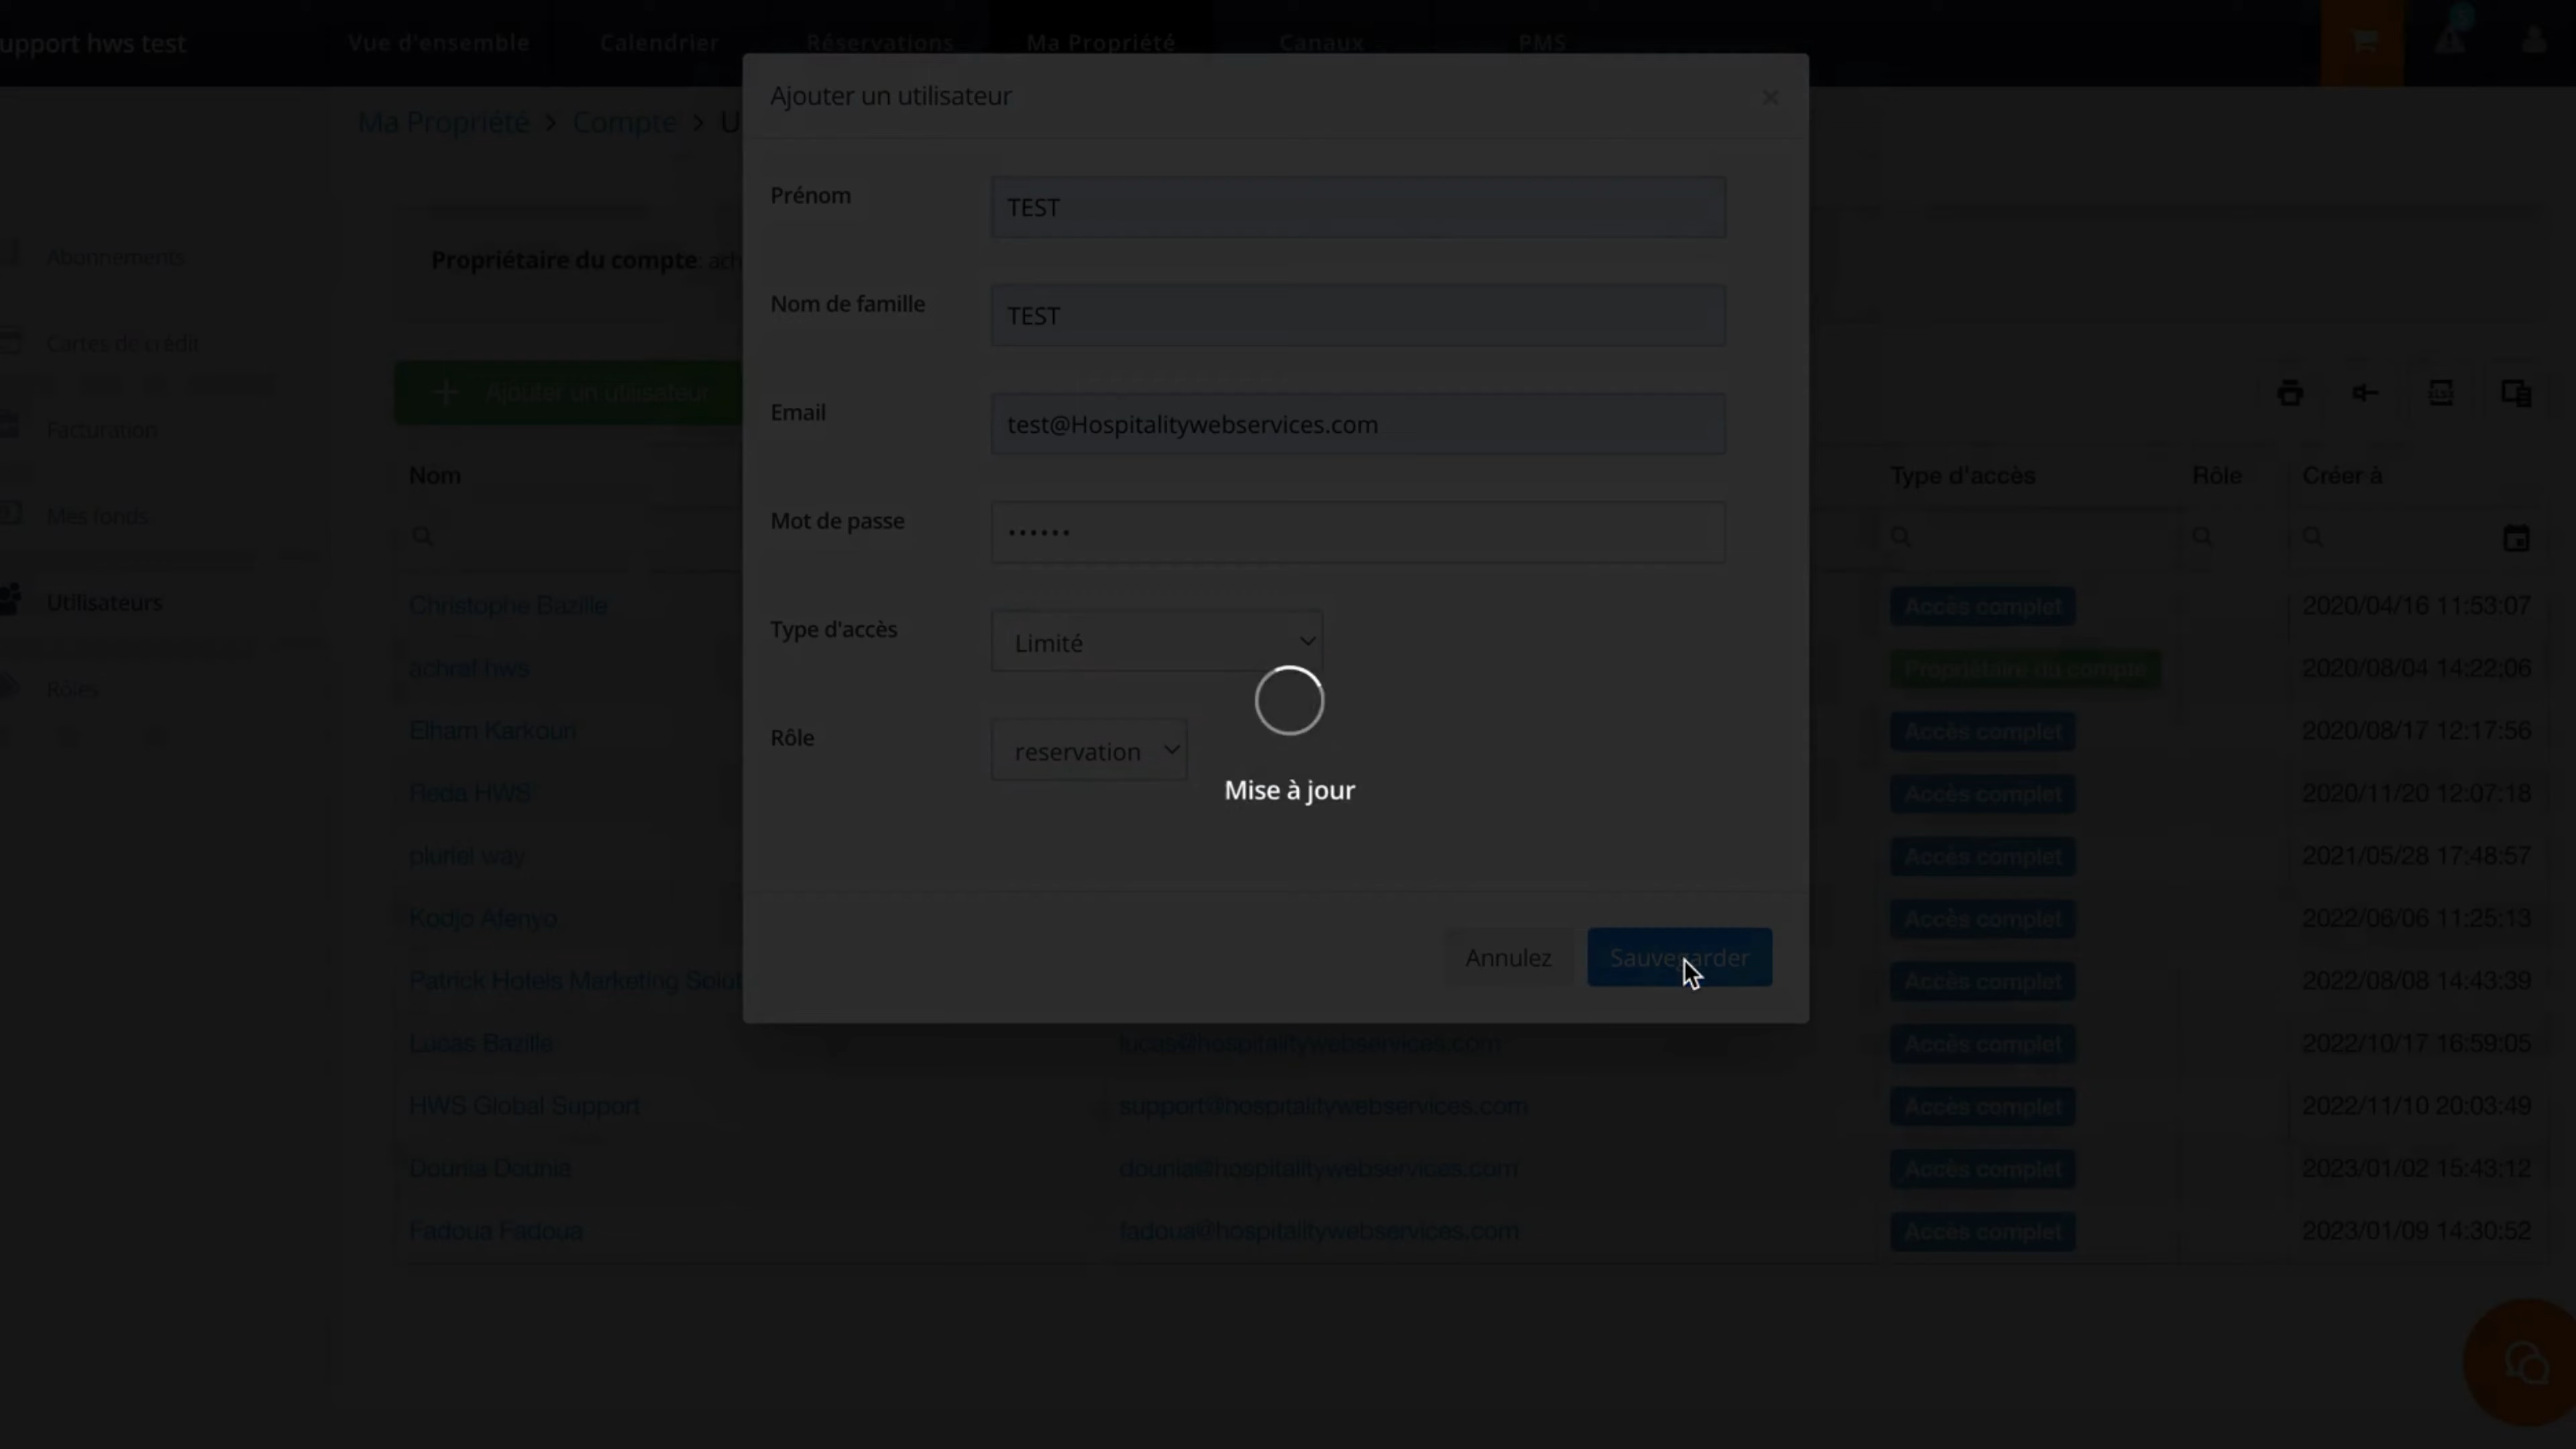 upport hws test
Vue d'ensemble
Calendrier
Réservations
Ma Propriété
Canaux
PMS
Ma Propriété > Compte > U
Abonnements
Cartes de crédit
Facturation
Mes fonds
Utilisateurs
Rôles
Propriétaire du compte: ach
+ Ajouter un utilisateur
Ajouter un utilisateur
×
Prénom
TEST
Nom de famille
TEST
Email
test@Hospitalitywebservices.com
Mot de passe
••••••
Type d'accès
Limité
Rôle
reservation
Mise à jour
Annulez
Sauvegarder
XLSX
Nom
Type d'accès
Rôle
Créer à
Christophe Bazille
Accès complet
2020/04/16 11:53:07
achraf hws
Propriétaire du compte
2020/08/04 14:22:06
Elham Karkouri
Accès complet
2020/08/17 12:17:56
Reda HWS
Accès complet
2020/11/20 12:07:18
pluriel way
Accès complet
2021/05/28 17:48:57
Kodjo Afenyo
Accès complet
2022/06/06 11:25:13
Patrick Hotels Marketing Solut
Accès complet
2022/08/08 14:43:39
Lucas Bazille
lucas@hospitalitywebservices.com
Accès complet
2022/10/17 16:59:05
HWS Global Support
support@hospitalitywebservices.com
Accès complet
2022/11/10 20:03:49
Dounia Dounia
dounia@hospitalitywebservices.com
Accès complet
2023/01/02 15:43:12
Fadoua Fadoua
fadoua@hospitalitywebservices.com
Accès complet
2023/01/09 14:30:52